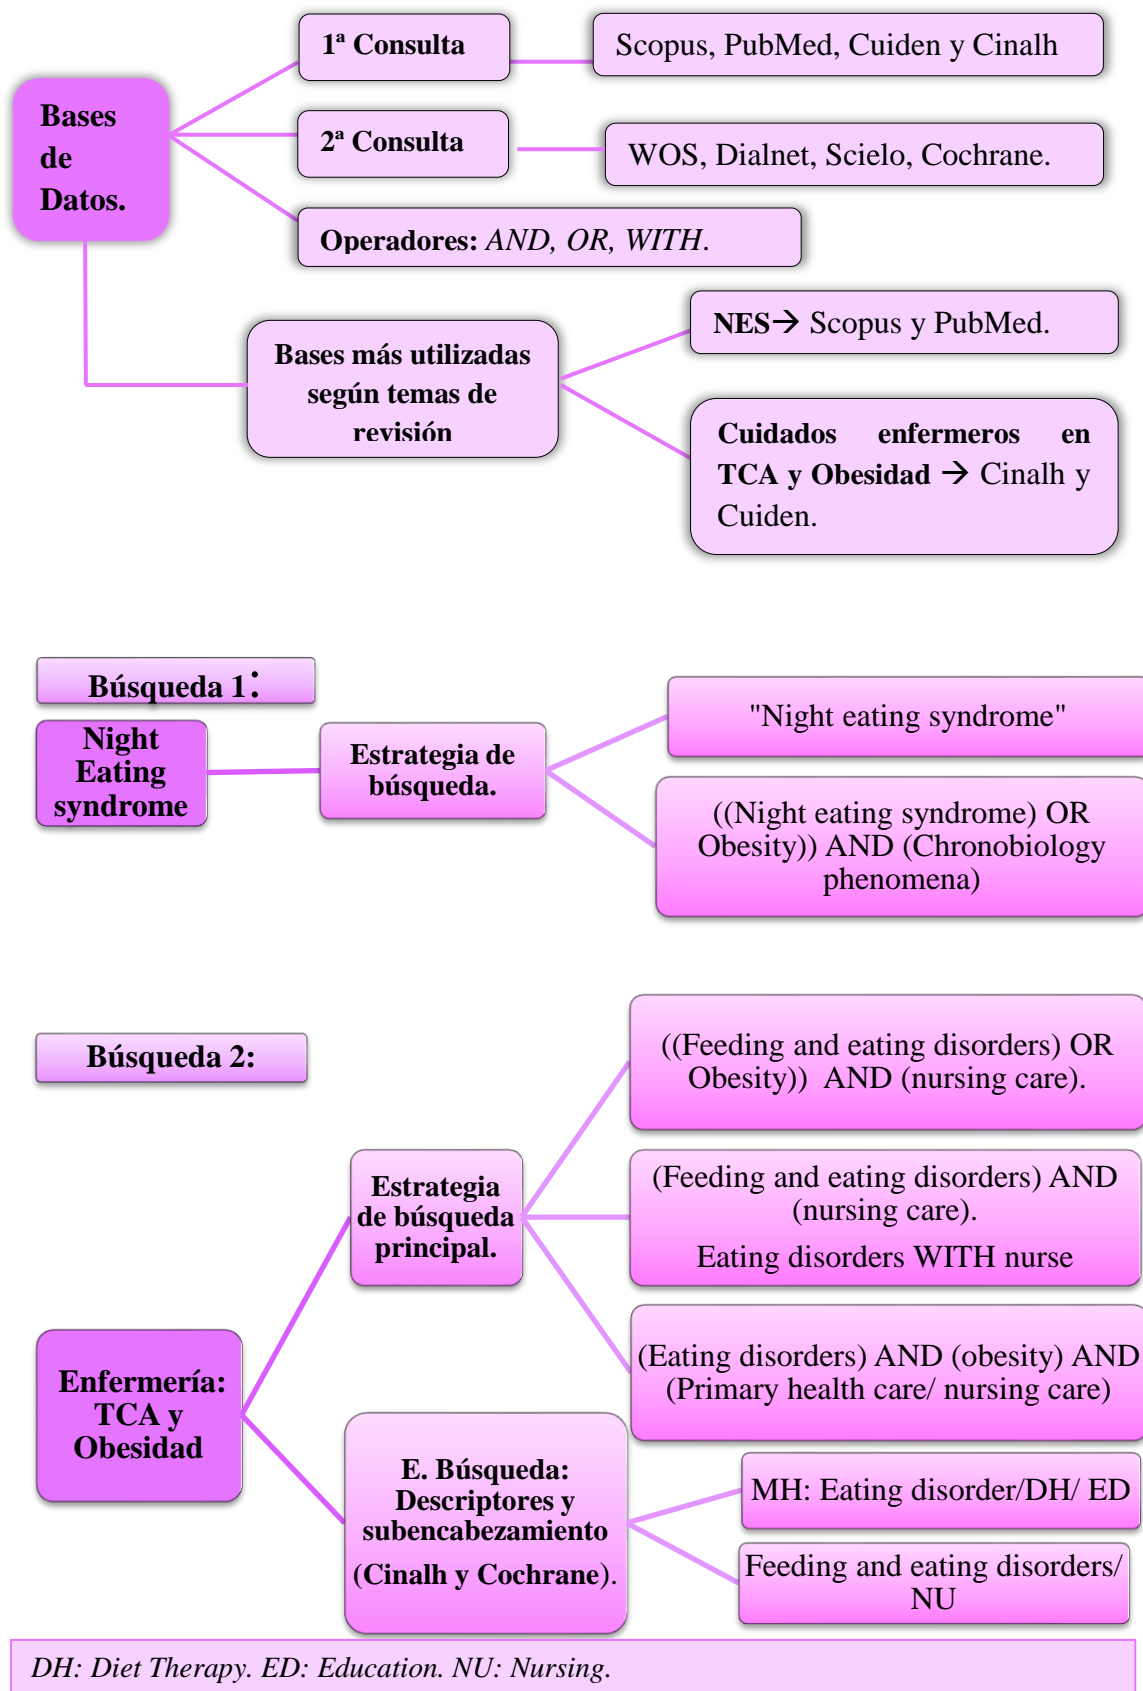 1ª Consulta
Scopus, PubMed, Cuiden y Cinalh
Bases
de
Datos.
2ª Consulta
WOS, Dialnet, Scielo, Cochrane.
Operadores: AND, OR, WITH.
Bases más utilizadas
según temas de
revisión
NES→ Scopus y PubMed.
Cuidados enfermeros en
TCA y Obesidad → Cinalh y
Cuiden.
Búsqueda 1:
Night
Eating
syndrome
Estrategia de
búsqueda.
"Night eating syndrome"
((Night eating syndrome) OR
Obesity)) AND (Chronobiology
phenomena)
Búsqueda 2:
((Feeding and eating disorders) OR
Obesity)) AND (nursing care).
Estrategia
de búsqueda
principal.
(Feeding and eating disorders) AND
(nursing care).
Eating disorders WITH nurse
(Eating disorders) AND (obesity) AND
(Primary health care/ nursing care)
Enfermería:
TCA y
Obesidad
E. Búsqueda:
Descriptores y
subencabezamiento
(Cinalh y Cochrane).
MH: Eating disorder/DH/ ED
Feeding and eating disorders/
NU
DH: Diet Therapy. ED: Education. NU: Nursing.